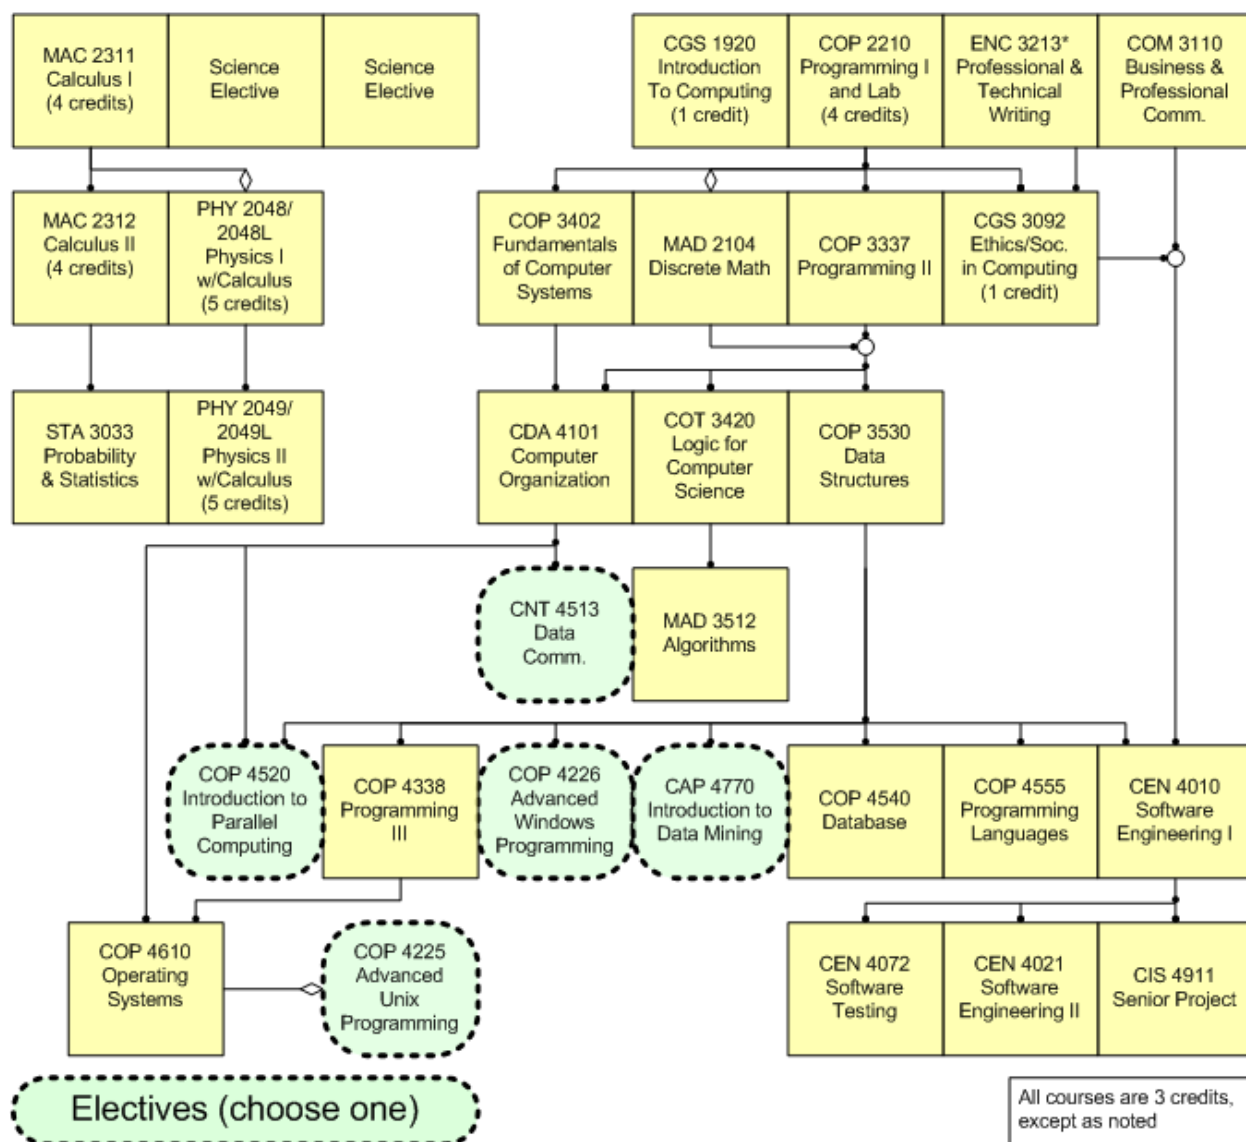 MAC 2311
Calculus I
(4 credits)
Science
Elective
Science
Elective
CGS 1920
Introduction
To Computing
(1 credit)
COP 2210
Programming I
and Lab
(4 credits)
ENC 3213*
Professional &
Technical
Writing
COM 3110
Business &
Professional
Comm.
MAC 2312
Calculus II
(4 credits)
PHY 2048/
2048L
Physics I
w/Calculus
(5 credits)
COP 3402
Fundamentals
of Computer
Systems
MAD 2104
Discrete Math
COP 3337
Programming II
CGS 3092
Ethics/Soc.
in Computing
(1 credit)
STA 3033
Probability
& Statistics
PHY 2049/
2049L
Physics II
w/Calculus
(5 credits)
CDA 4101
Computer
Organization
COT 3420
Logic for
Computer
Science
COP 3530
Data
Structures
CNT 4513
Data
Comm.
MAD 3512
Algorithms
COP 4520
Introduction to
Parallel
Computing
COP 4338
Programming
III
COP 4226
Advanced
Windows
Programming
CAP 4770
Introduction to
Data Mining
COP 4540
Database
COP 4555
Programming
Languages
CEN 4010
Software
Engineering I
COP 4610
Operating
Systems
COP 4225
Advanced
Unix
Programming
CEN 4072
Software
Testing
CEN 4021
Software
Engineering II
CIS 4911
Senior Project
Electives (choose one)
All courses are 3 credits,
except as noted